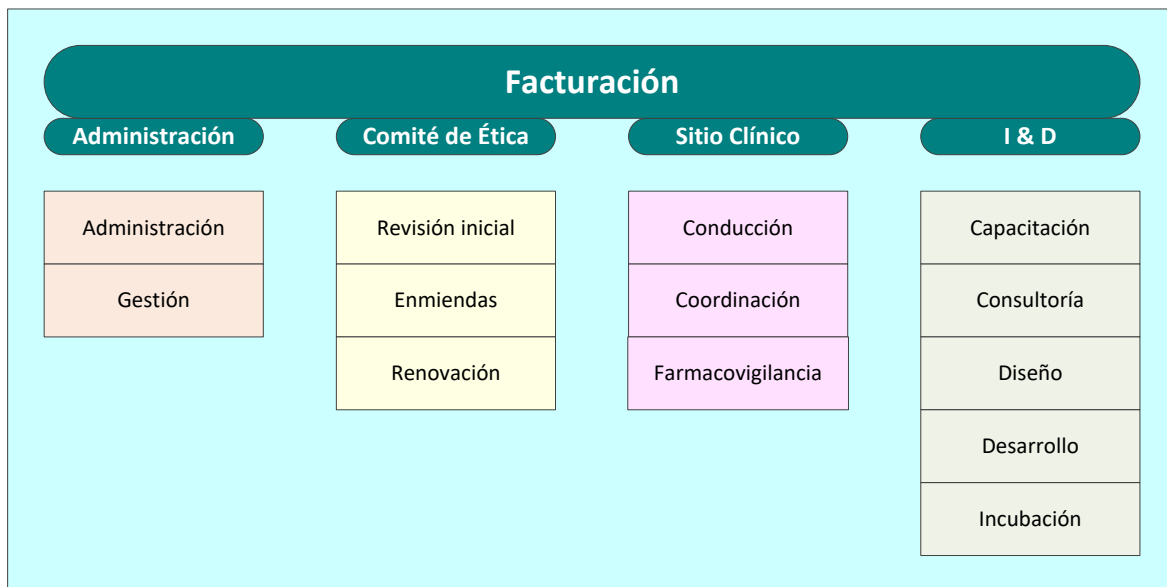 Facturación
Administración
Comité de Ética
Sitio Clínico
I & D
Administración
Gestión
Revisión inicial
Enmiendas
Renovación
Conducción
Coordinación
Farmacovigilancia
Capacitación
Consultoría
Diseño
Desarrollo
Incubación